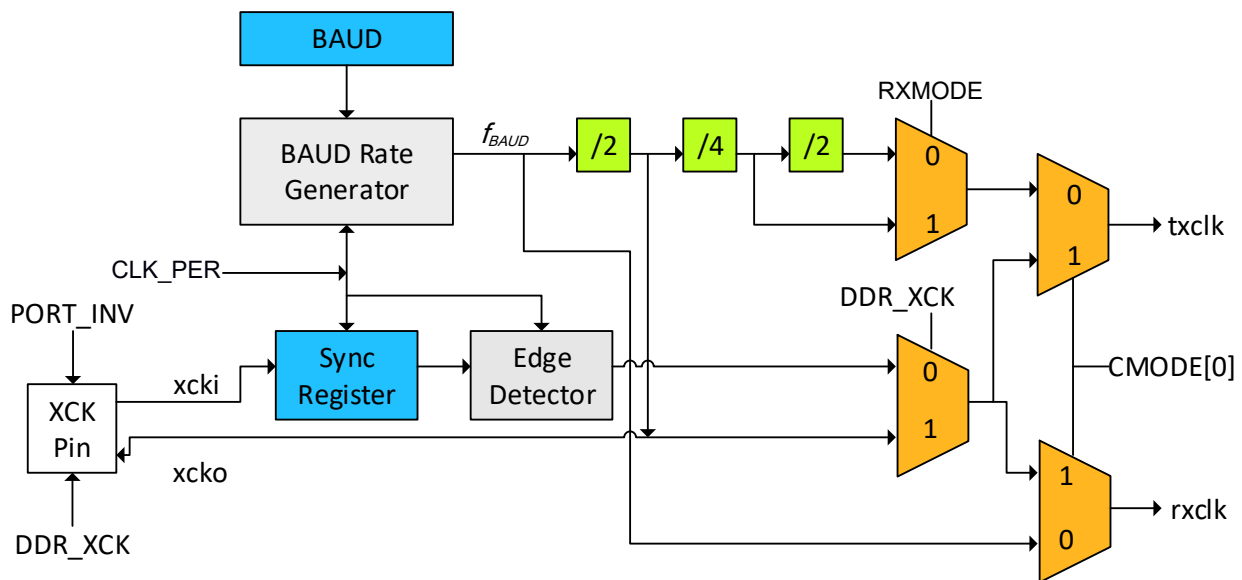 BAUD
RXMODE
BAUD Rate
Generator
fBAUD
/2
/4
/2
0
1
0
1
txclk
CLK_PER
PORT_INV
DDR_XCK
xcki
Sync
Register
Edge
Detector
0
1
CMODE[0]
XCK
Pin
xcko
1
0
rxclk
DDR_XCK